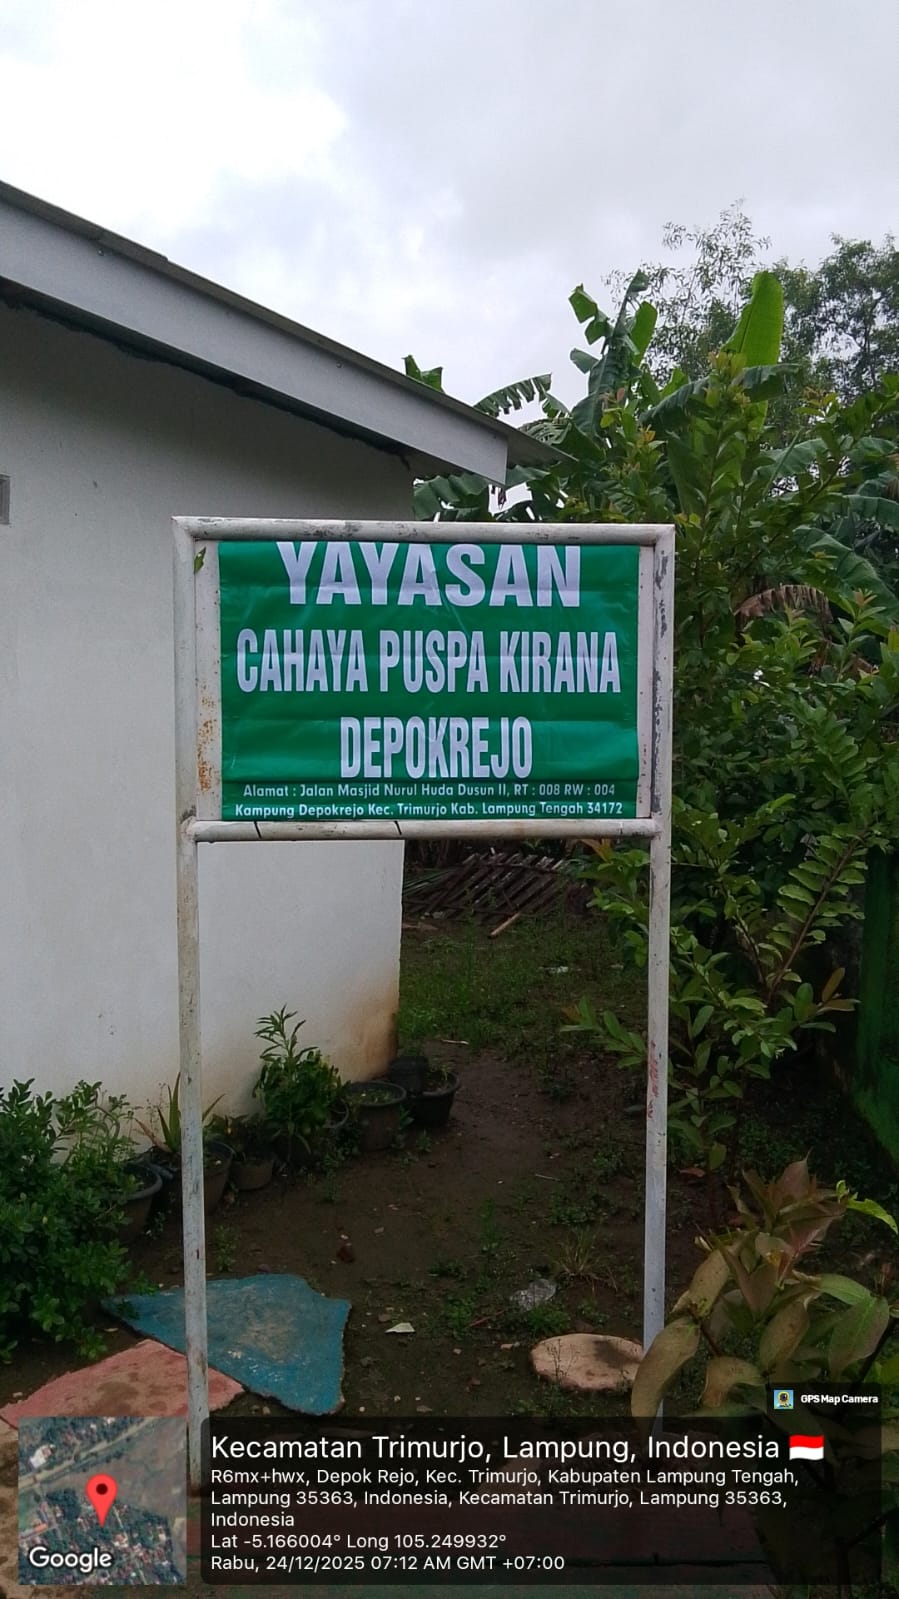 YAYASAN
CAHAYA PUSPA KIRANA
DEPOKREJO
Alamat : Jalan Masjid Nurul Huda Dusun II, RT : 008 RW : 004
Kampung Depokrejo Kec. Trimurjo Kab. Lampung Tengah 34172
GPS Map Camera
Kecamatan Trimurjo, Lampung, Indonesia
R6mx+hwx, Depok Rejo, Kec. Trimurjo, Kabupaten Lampung Tengah,
Lampung 35363, Indonesia, Kecamatan Trimurjo, Lampung 35363,
Indonesia
Lat -5.166004° Long 105.249932°
Rabu, 24/12/2025 07:12 AM GMT +07:00
Google